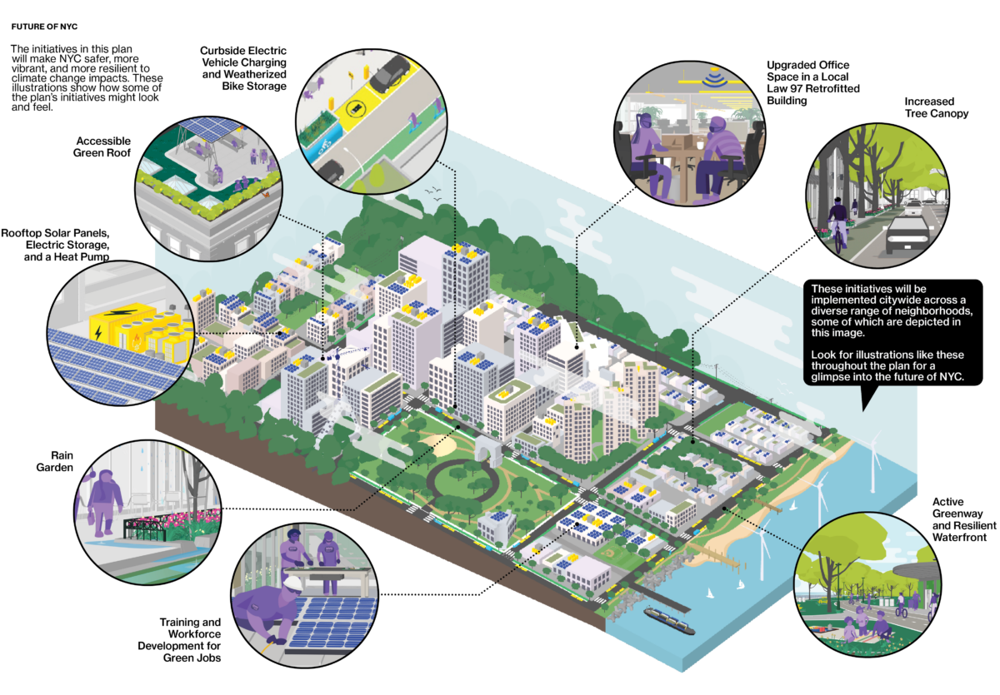 FUTURE OF NYC
The initiatives in this plan
will make NYC safer, more
vibrant, and more resilient to
climate change impacts. These
illustrations show how some of
the plan's initiatives might look
and feel.
Curbside Electric
Vehicle Charging
and Weatherized
Bike Storage
Upgraded Office
Space in a Local
Law 97 Retrofitted
Building
Increased
Tree Canopy
Accessible
Green Roof
Rooftop Solar Panels,
Electric Storage,
and a Heat Pump
These initiatives will be
implemented citywide across a
diverse range of neighborhoods,
some of which are depicted in
this image.
Look for illustrations like these
throughout the plan for a
glimpse into the future of NYC.
Rain
Garden
Active
Greenway
and Resilient
Waterfront
Training and
Workforce
Development for
Green Jobs